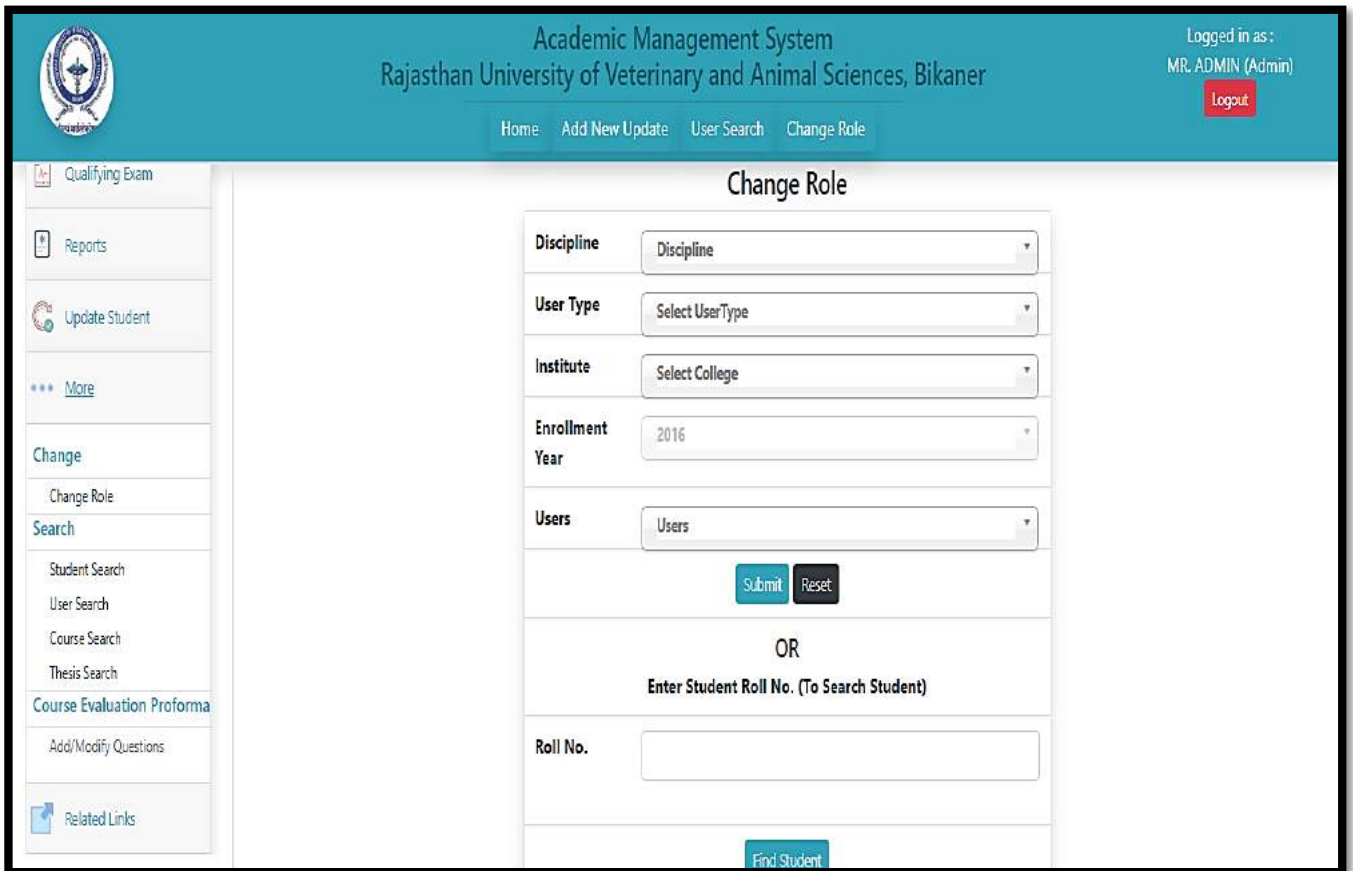 Academic Management System
Rajasthan University of Veterinary and Animal Sciences, Bikaner
Logged in as :
MR. ADMIN (Admin)
Logout
Home Add New Update User Search Change Role
Qualifying Exam
Reports
Update Student
More
Change
Change Role
Search
Student Search
User Search
Course Search
Thesis Search
Course Evaluation Proforma
Add/Modify Questions
Related Links
Change Role
Discipline Discipline
User Type Select UserType
Institute Select College
Enrollment
Year
2016
Users Users
Submit Reset
OR
Enter Student Roll No. (To Search Student)
Roll No.
Find Student